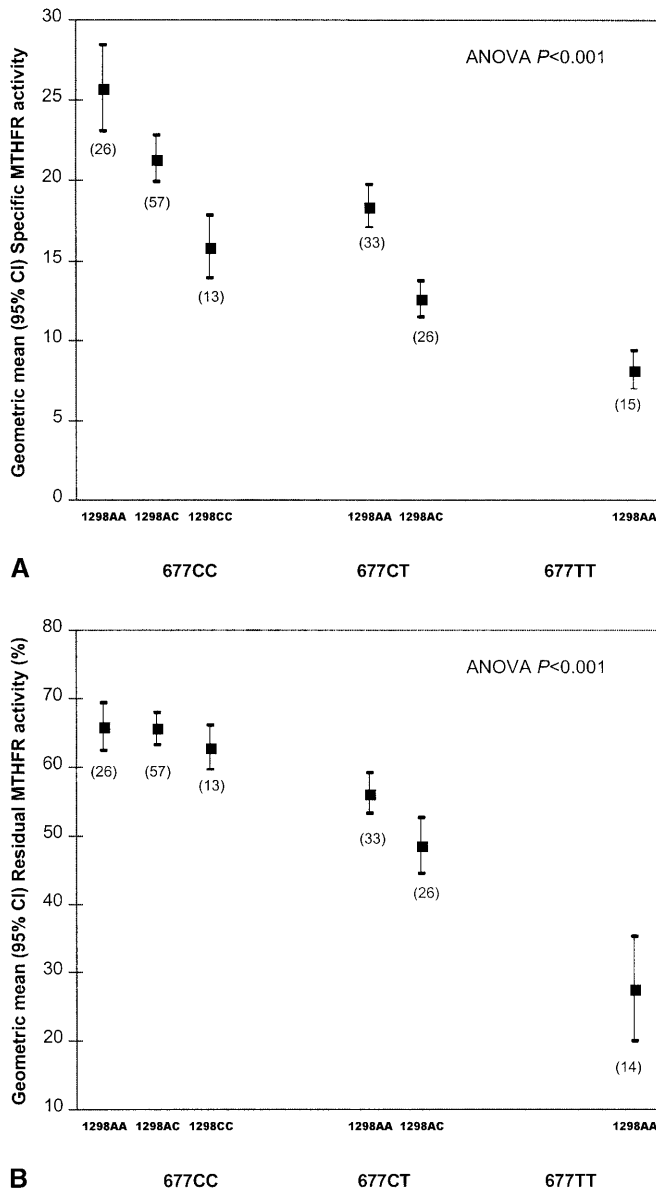 30
ANOVA P<0.001
25
(26)
20
(57)
(33)
15
(13)
(26)
10
(15)
5
0
Geometric mean (95% CI) Specific MTHFR activity
1298AA 1298AC 1298CC 1298AA 1298AC 1298AA
A 677CC 677CT 677TT
80
ANOVA P<0.001
70
60
(26) (57) (13)
50
(33)
40
(26)
30
20
(14)
10
Geometric mean (95% CI) Residual MTHFR activity (%)
1298AA 1298AC 1298CC 1298AA 1298AC 1298AA
B 677CC 677CT 677TT